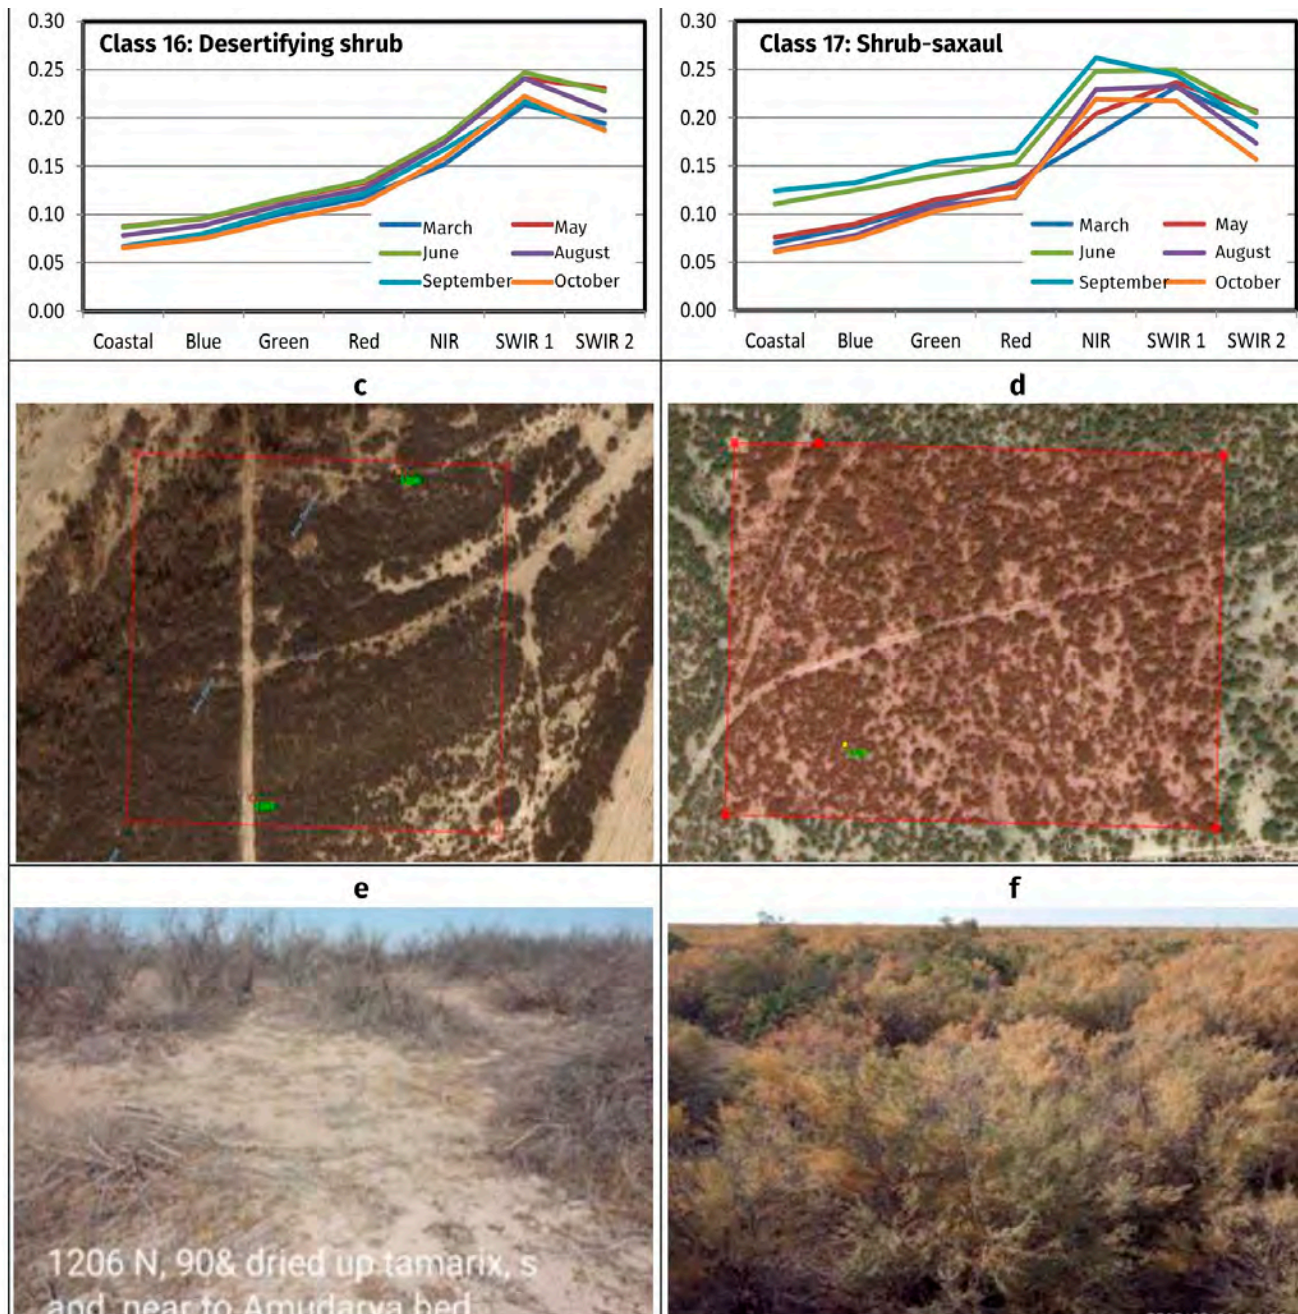 Class 16: Desertifying shrub
0.30
0.25
0.20
0.15
0.10
0.05
0.00
March
May
June
August
September
October
Coastal
Blue
Green
Red
NIR
SWIR 1
SWIR 2
Class 17: Shrub-saxaul
0.30
0.25
0.20
0.15
0.10
0.05
0.00
March
May
June
August
September
October
Coastal
Blue
Green
Red
NIR
SWIR 1
SWIR 2
c
d
e
f
1206 N, 90& dried up tamarix, s
and near to Amudarya bed